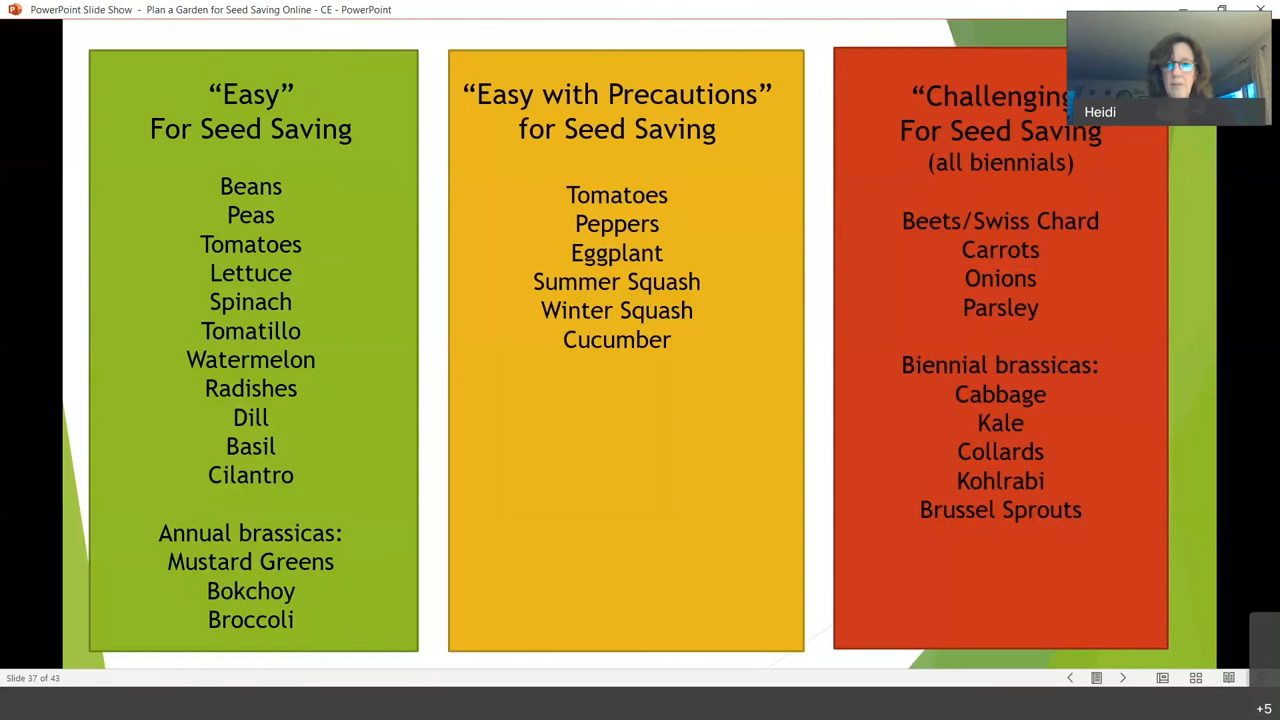 PowerPoint Slide Show - Plan a Garden for Seed Saving Online - CE - PowerPoint
“Easy”
For Seed Saving
Beans
Peas
Tomatoes
Lettuce
Spinach
Tomatillo
Watermelon
Radishes
Dill
Basil
Cilantro
Annual brassicas:
Mustard Greens
Bokchoy
Broccoli
“Easy with Precautions”
for Seed Saving
Tomatoes
Peppers
Eggplant
Summer Squash
Winter Squash
Cucumber
“Challenging
For Seed Saving
(all biennials)
Beets/Swiss Chard
Carrots
Onions
Parsley
Biennial brassicas:
Cabbage
Kale
Collards
Kohlrabi
Brussel Sprouts
Heidi
Slide 37 of 43
+5